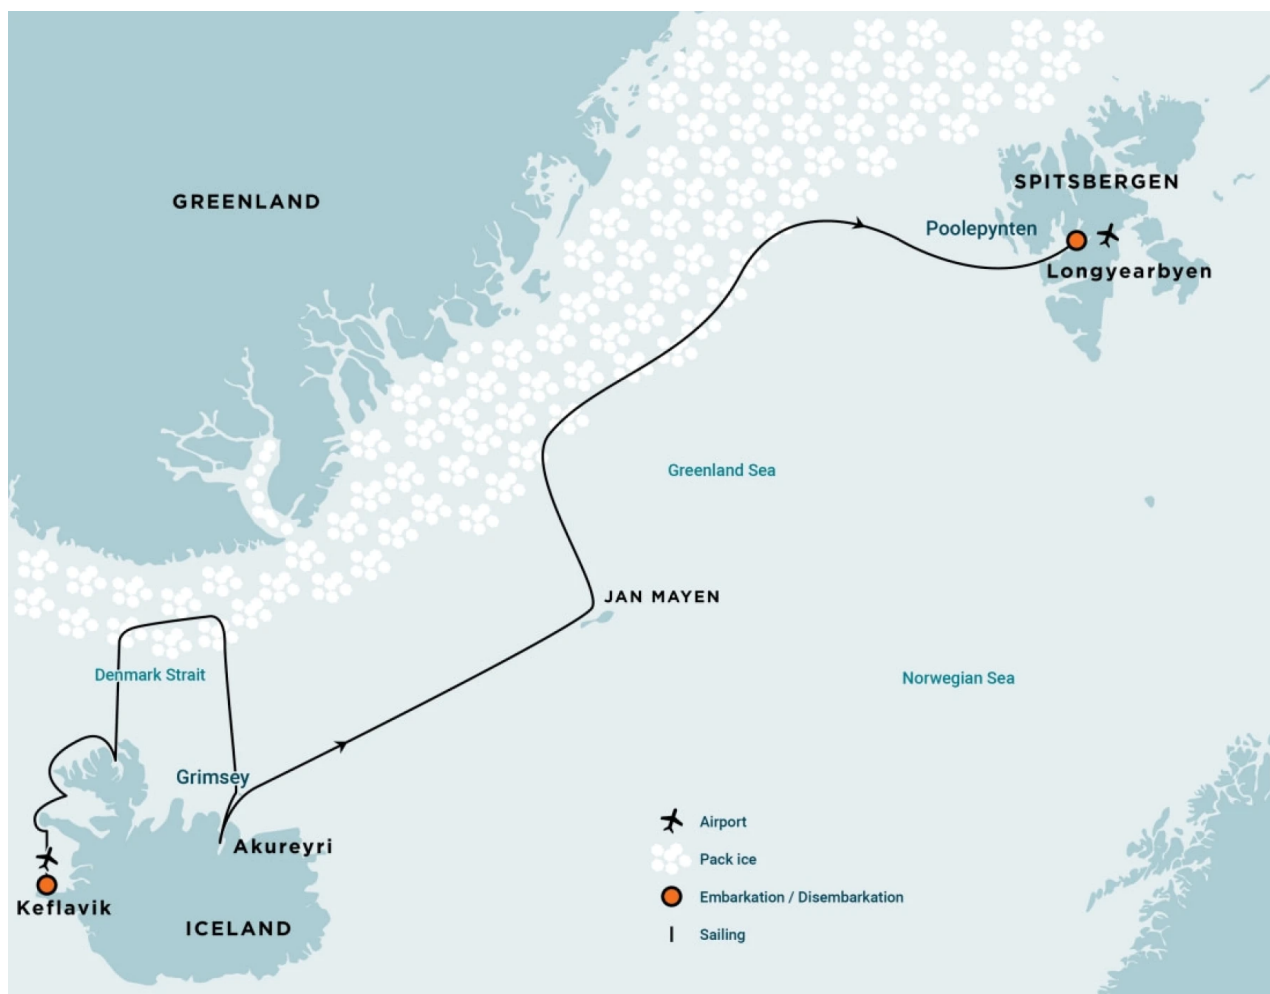 GREENLAND
SPITSBERGEN
Poolepynten
Longyearbyen
Greenland Sea
JAN MAYEN
Denmark Strait
Norwegian Sea
Grimsey
Akureyri
Keflavik
ICELAND
Airport
Pack ice
Embarkation / Disembarkation
Sailing